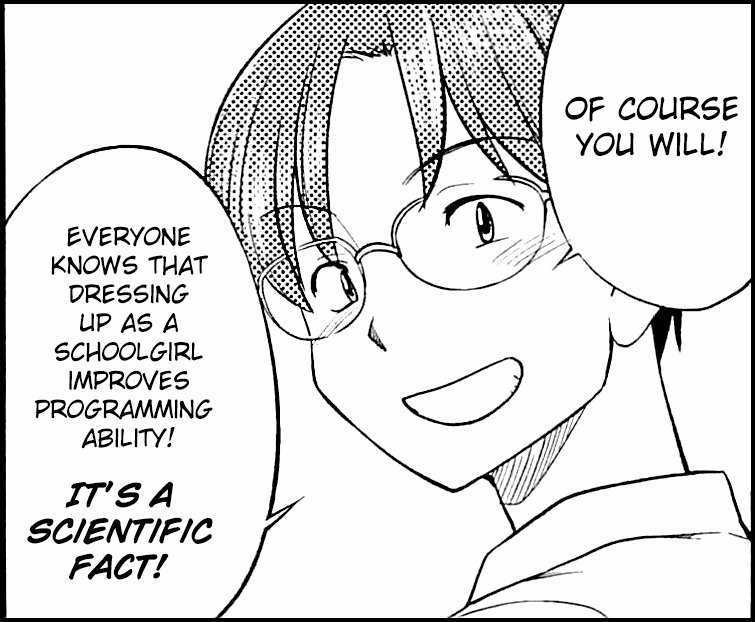 OF COURSE
YOU WILL!
EVERYONE
KNOWS THAT
DRESSING
UP AS A
SCHOOLGIRL
IMPROVES
PROGRAMMING
ABILITY!
IT'S A
SCIENTIFIC
FACT!